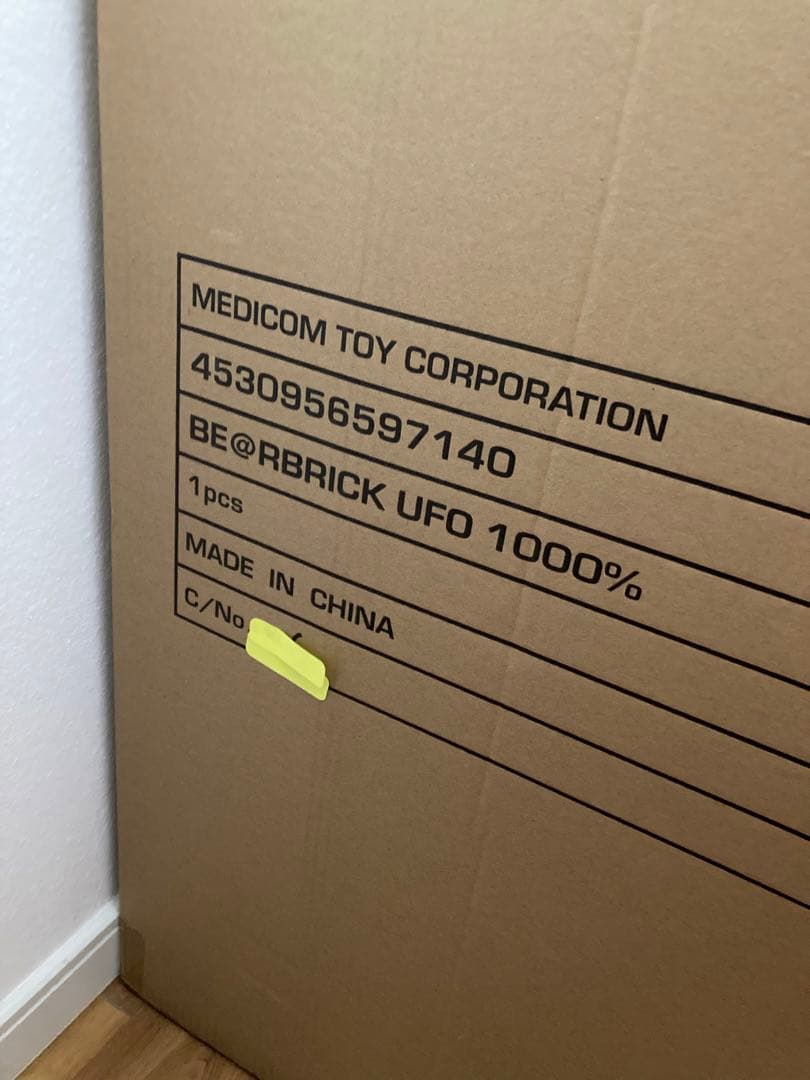 MEDICOM TOY CORPORATION
4530956597140
BE@RBRICK UFO 1000%
1pcs
MADE IN CHINA
C/No